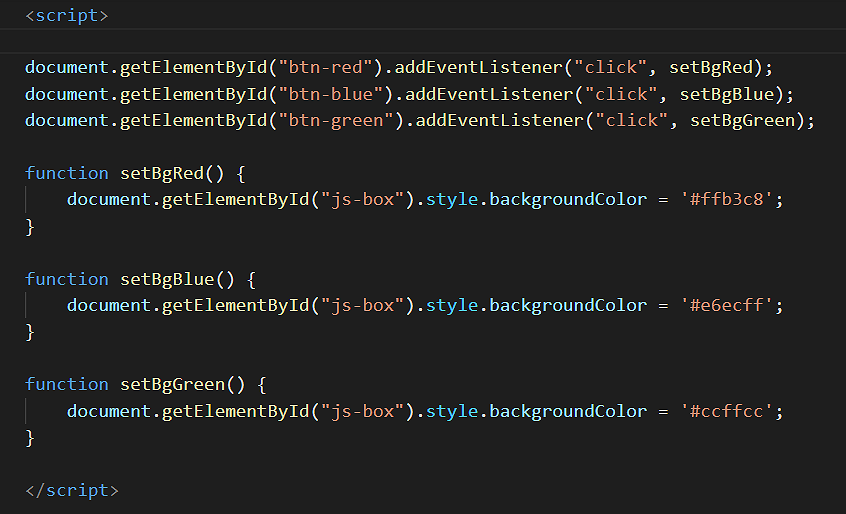 <script>
document.getElementById("btn-red").addEventListener("click", setBgRed);
document.getElementById("btn-blue").addEventListener("click", setBgBlue);
document.getElementById("btn-green").addEventListener("click", setBgGreen);
function setBgRed() {
document.getElementById("js-box").style.backgroundColor = '#ffb3c8';
}
function setBgBlue() {
document.getElementById("js-box").style.backgroundColor = '#e6ecff';
}
function setBgGreen() {
document.getElementById("js-box").style.backgroundColor = '#ccffcc';
}
</script>